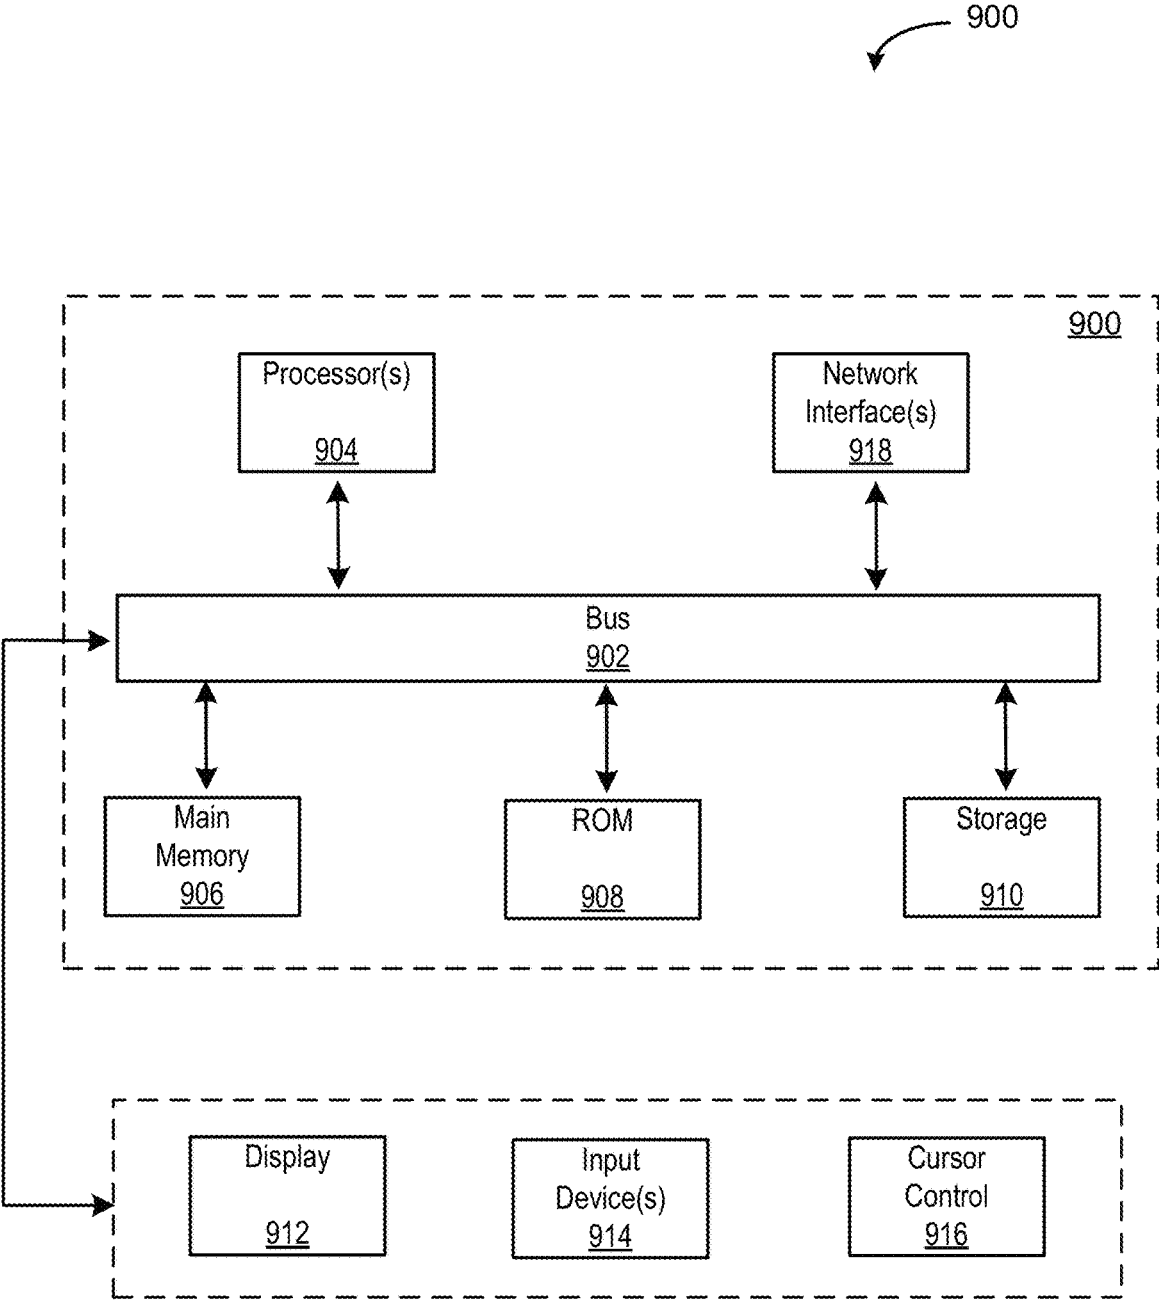 900
900
Processor(s)
904
Network
Interface(s)
918
Bus
902
Main
Memory
906
ROM
908
Storage
910
Display
912
Input
Device(s)
914
Cursor
Control
916